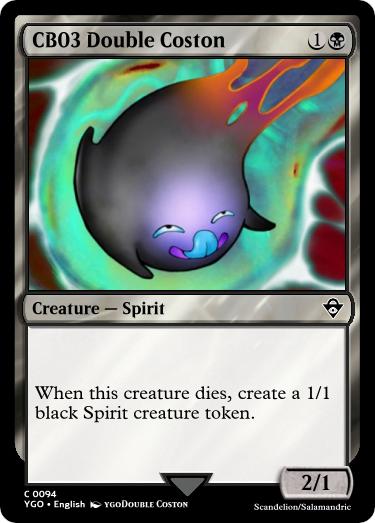 CB03 Double Coston 1
Creature — Spirit
When this creature dies, create a 1/1
black Spirit creature token.
2/1
C 0094
YGO • English YGODOUBLE COSTON
Scandelion/Salamandric